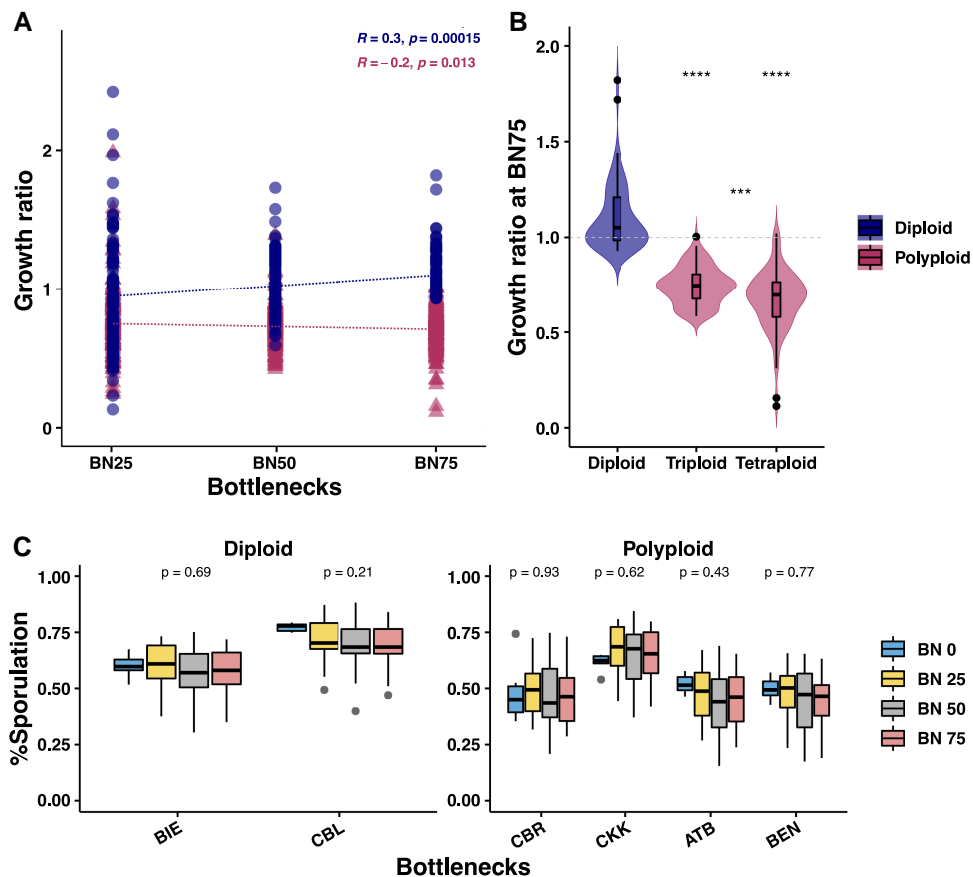 A
R = 0.3, p = 0.00015
R = −0.2, p = 0.013
Growth ratio
2
1
0
BN25 BN50 BN75
Bottlenecks
B
Growth ratio at BN75
2.0
1.5
1.0
0.5
0.0
**** ****
***
Diploid Triploid Tetraploid
Diploid
Polyploid
C
Diploid
%Sporulation
1.00
0.75
0.50
0.25
0.00
p = 0.69 p = 0.21
BIE CBL
Polyploid
1.00
0.75
0.50
0.25
0.00
p = 0.93 p = 0.62 p = 0.43 p = 0.77
CBR CKK ATB BEN
Bottlenecks
BN 0
BN 25
BN 50
BN 75